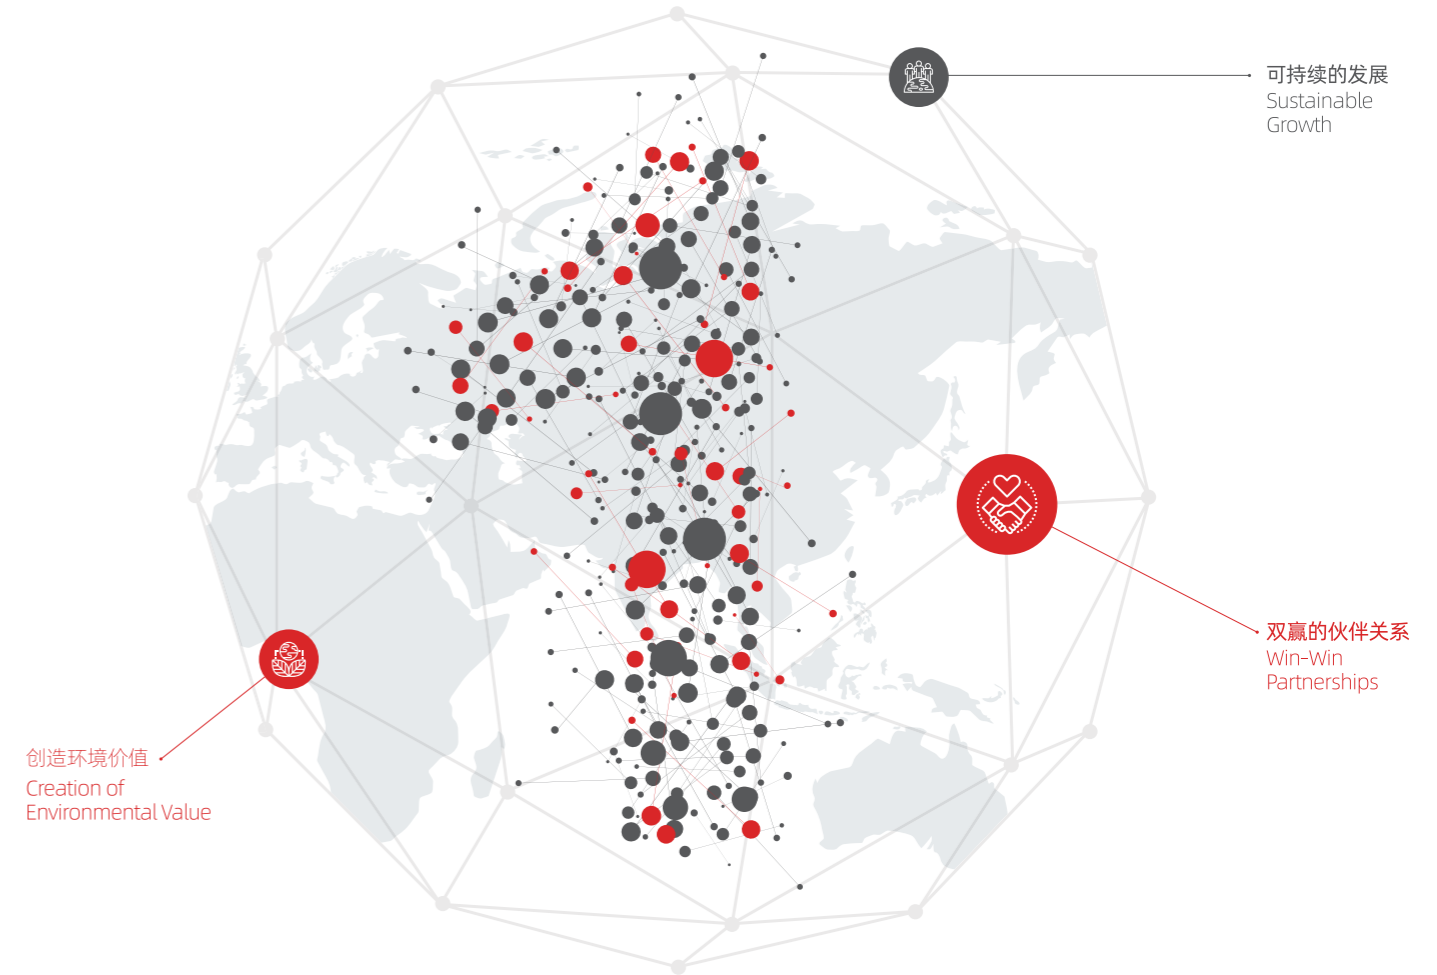 可持续的发展
Sustainable
Growth
双赢的伙伴关系
Win-Win
Partnerships
创造环境价值
Creation of
Environmental Value